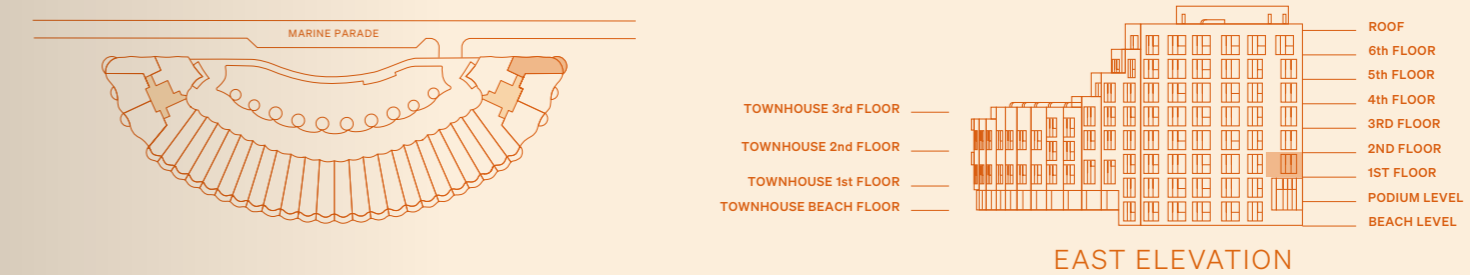 MARINE PARADE
TOWNHOUSE 3rd FLOOR
TOWNHOUSE 2nd FLOOR
TOWNHOUSE 1st FLOOR
TOWNHOUSE BEACH FLOOR
ROOF
6th FLOOR
5th FLOOR
4th FLOOR
3RD FLOOR
2ND FLOOR
1ST FLOOR
PODIUM LEVEL
BEACH LEVEL
EAST ELEVATION